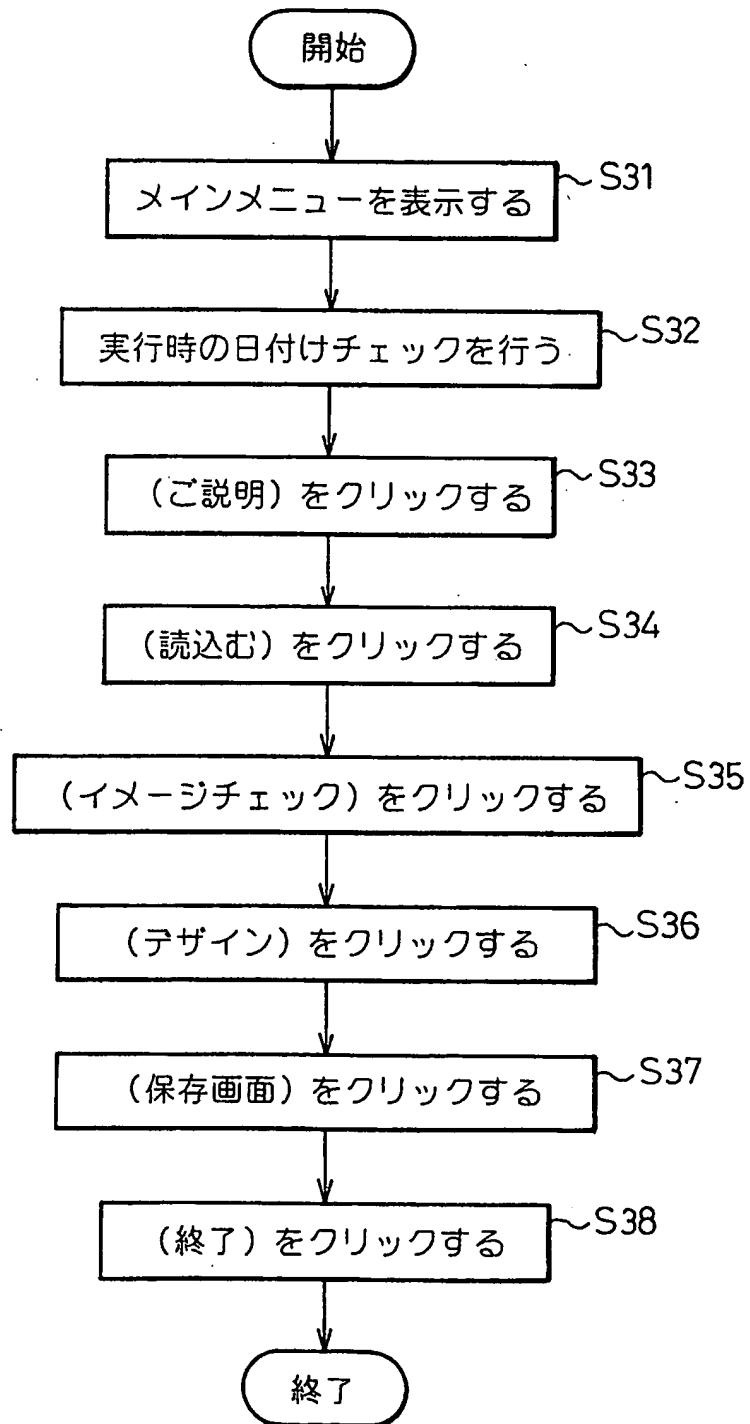 開始
メインメニューを表示する
S31
実行時の日付けチェックを行う
S32
(ご説明)をクリックする
S33
(読込む)をクリックする
S34
(イメージチェック)をクリックする
S35
(デザイン)をクリックする
S36
(保存画面)をクリックする
S37
(終了)をクリックする
S38
終了